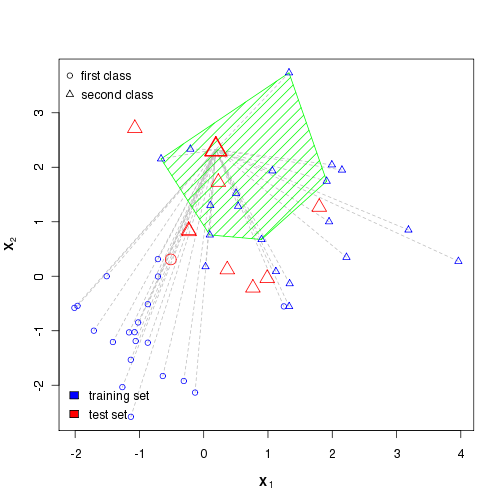 first class
second class
3
2
1
0
-1
-2
X2
training set
test set
-2
-1
0
1
2
3
4
X1